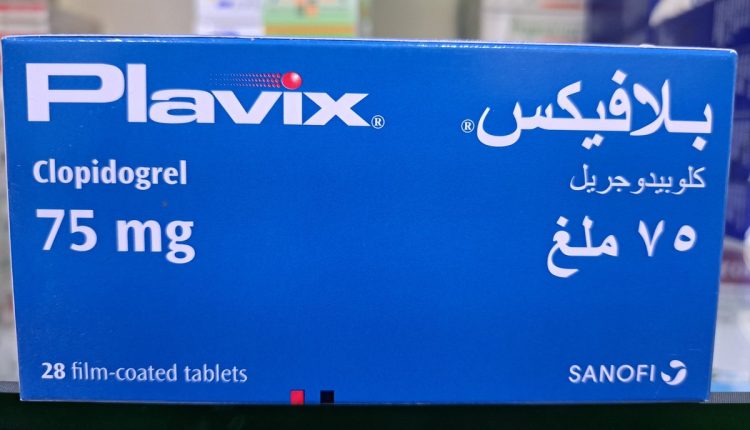 Plavix®
بلافيكس®
Clopidogrel
كلوبيدوجريل
75 mg
٧٥ ملغ
28 film-coated tablets
SANOFI